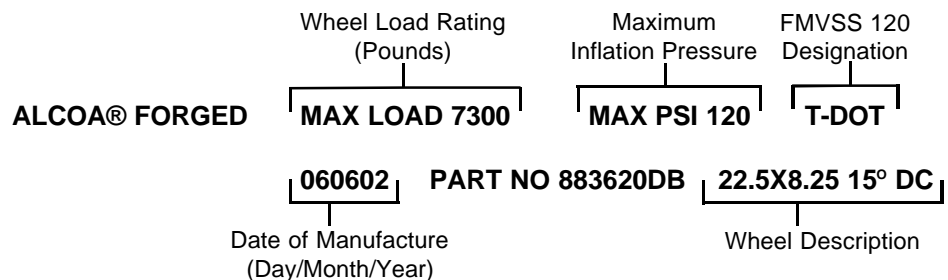 Wheel Load Rating
(Pounds)
Maximum
Inflation Pressure
FMVSS 120
Designation
ALCOA® FORGED MAX LOAD 7300 MAX PSI 120 T-DOT
060602 PART NO 883620DB 22.5X8.25 15° DC
Date of Manufacture
(Day/Month/Year)
Wheel Description